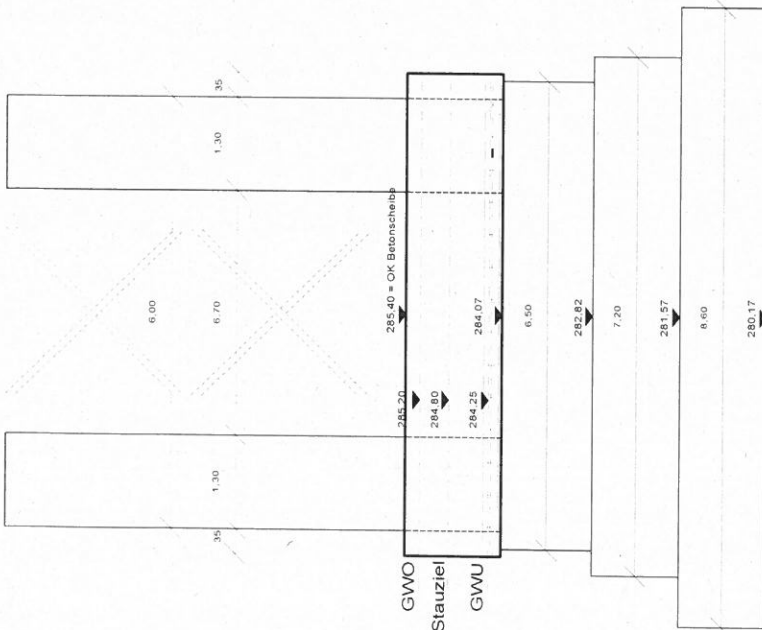 6.00
35 1.30 6.70 1.30 35
285,40 = OK Betonscheibe
GWO 285,20
Stauziel 284,80
GWU 284,25 284,07
6,50
282,82
7,20
281,57
8,60
280,17